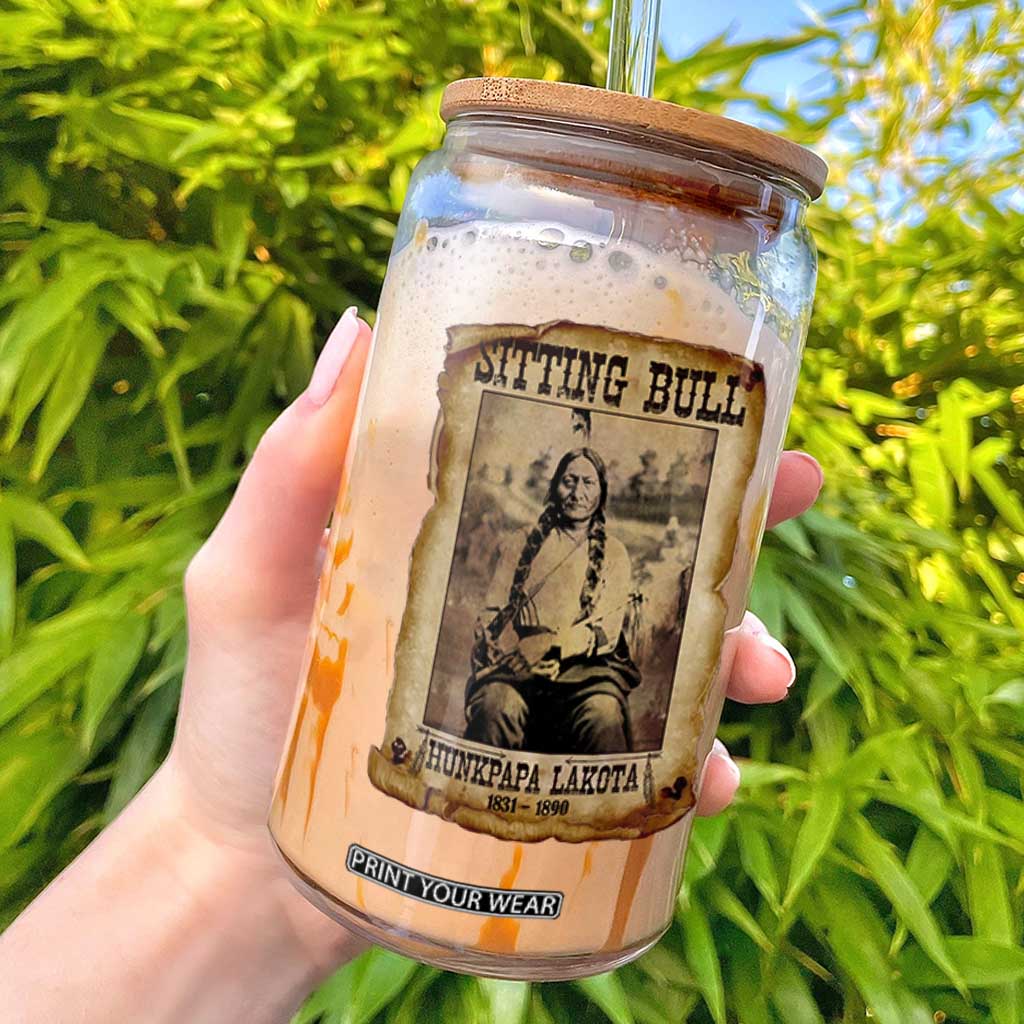 SITTING BULL
HUNKPAPA LAKOTA
1831 - 1890
PRINT YOUR WEAR